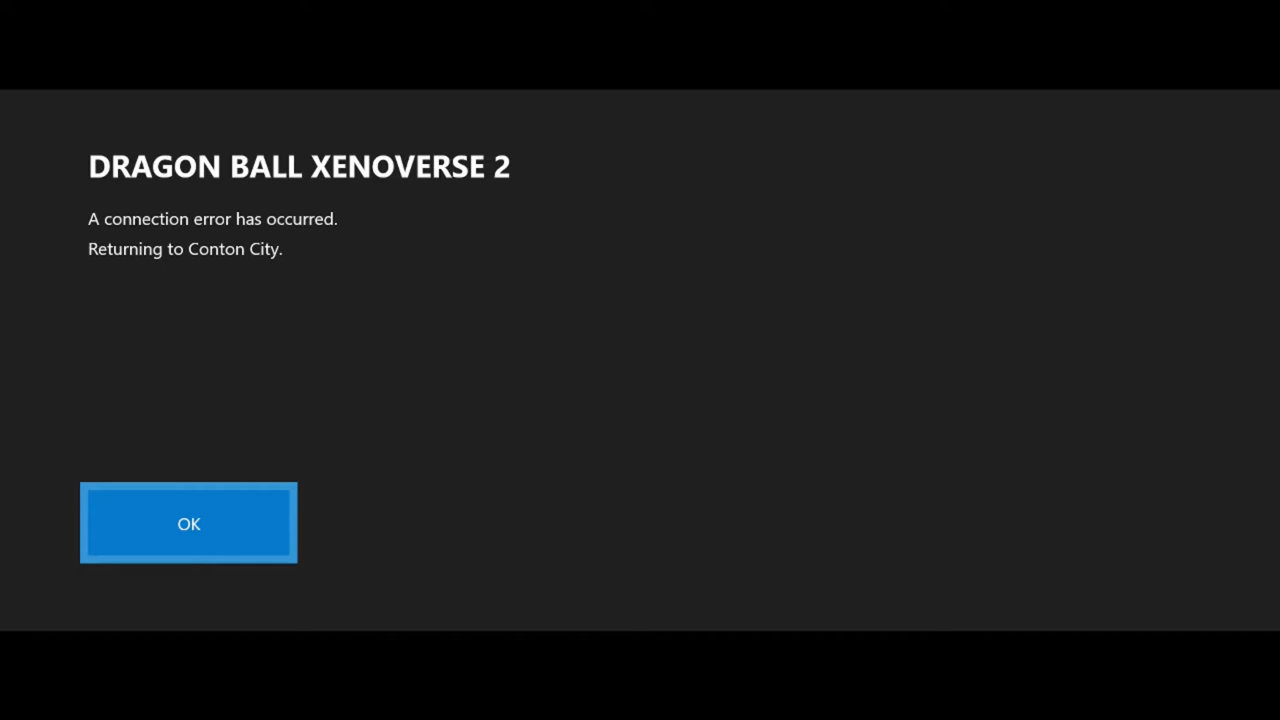 DRAGON BALL XENOVERSE 2
A connection error has occurred.
Returning to Conton City.
OK